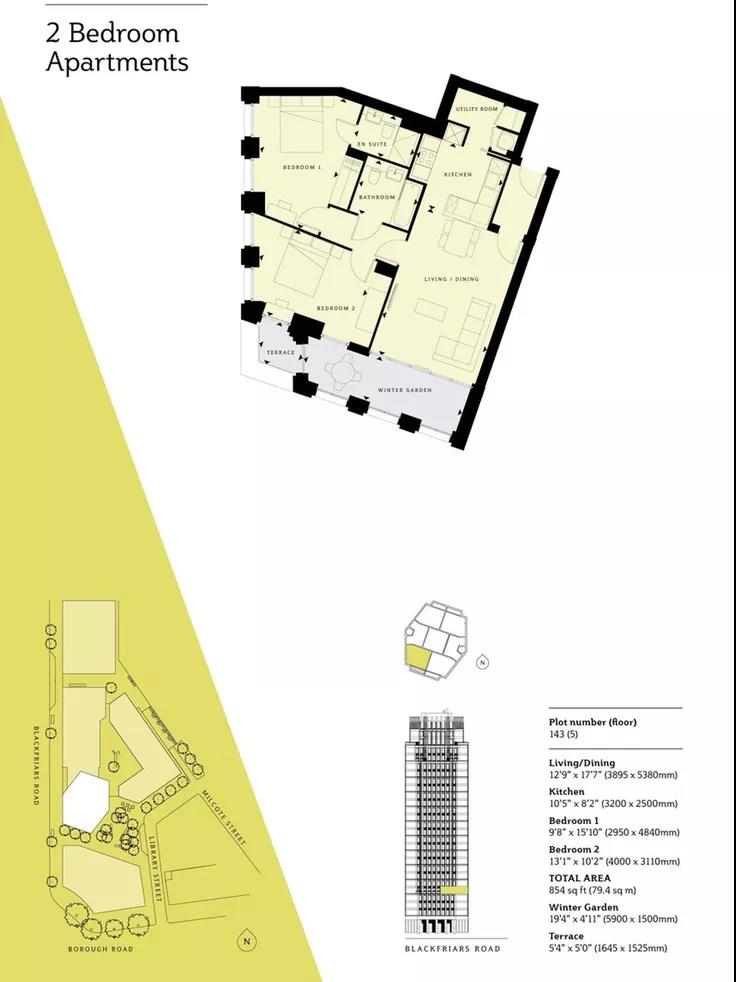 2 Bedroom
Apartments
UTILITY ROOM
EN SUITE
BEDROOM 1
KITCHEN
BATHROOM
LIVING / DINING
BEDROOM 2
TERRACE
WINTER GARDEN
N
BLACKFRIARS ROAD
MILCOTE STREET
LIBRARY STREET
BOROUGH ROAD
N
BLACKFRIARS ROAD
Plot number (floor)
143 (5)
Living/Dining
12'9" x 17'7" (3895 x 5380mm)
Kitchen
10'5" x 8'2" (3200 x 2500mm)
Bedroom 1
9'8" x 15'10" (2950 x 4840mm)
Bedroom 2
13'1" x 10'2" (4000 x 3110mm)
TOTAL AREA
854 sq ft (79.4 sq m)
Winter Garden
19'4" x 4'11" (5900 x 1500mm)
Terrace
5'4" x 5'0" (1645 x 1525mm)